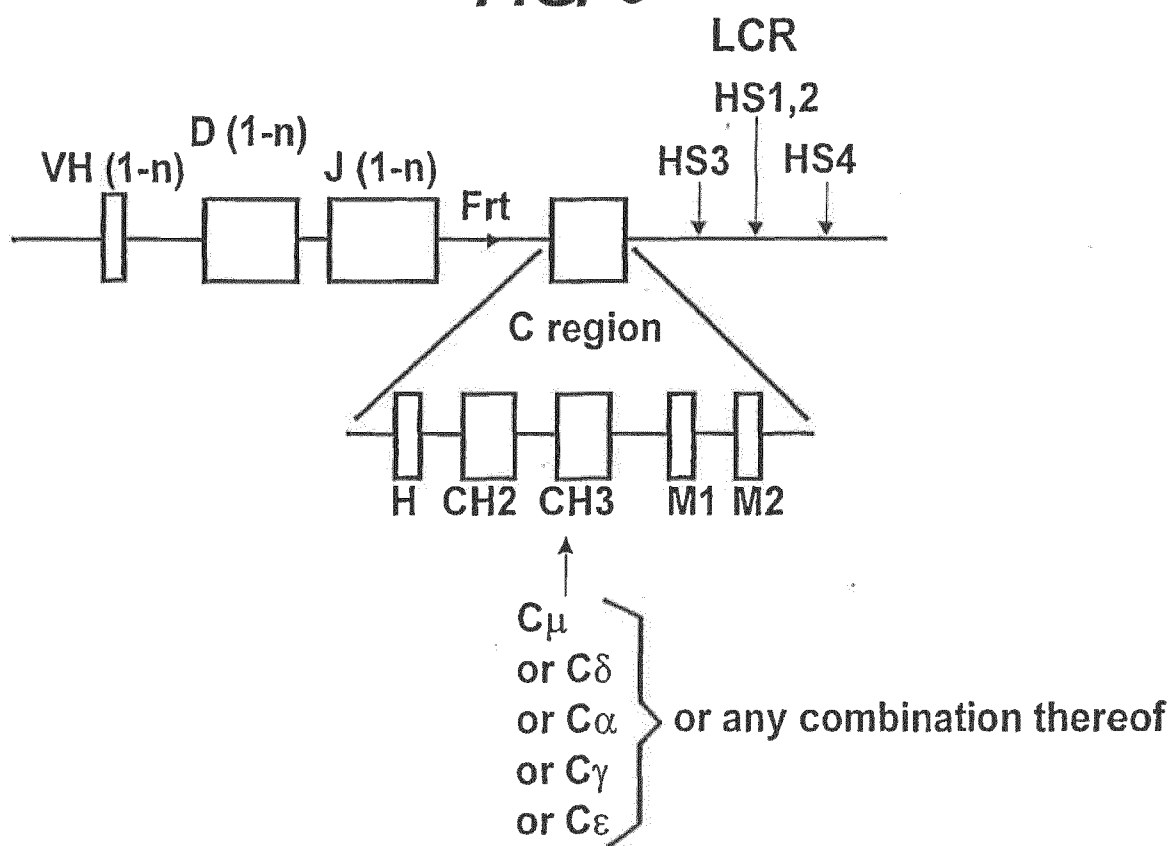 LCR
HS1,2
D (1-n)
VH (1-n)
J (1-n)
HS3
HS4
Frt
C region
H CH2 CH3 M1 M2
Cμ
or Cδ
or Cα
or Cγ
or Cε
or any combination thereof